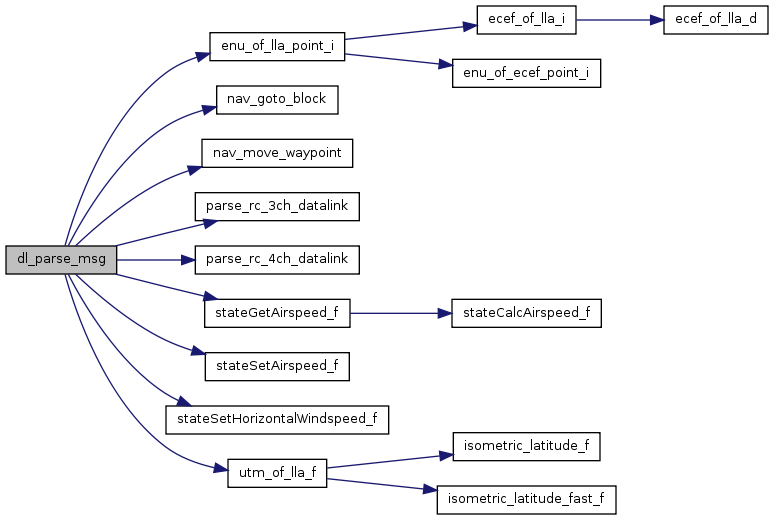 dl_parse_msg
enu_of_lla_point_i
ecef_of_lla_i
ecef_of_lla_d
enu_of_ecef_point_i
nav_goto_block
nav_move_waypoint
parse_rc_3ch_datalink
parse_rc_4ch_datalink
stateGetAirspeed_f
stateCalcAirspeed_f
stateSetAirspeed_f
stateSetHorizontalWindspeed_f
utm_of_lla_f
isometric_latitude_f
isometric_latitude_fast_f